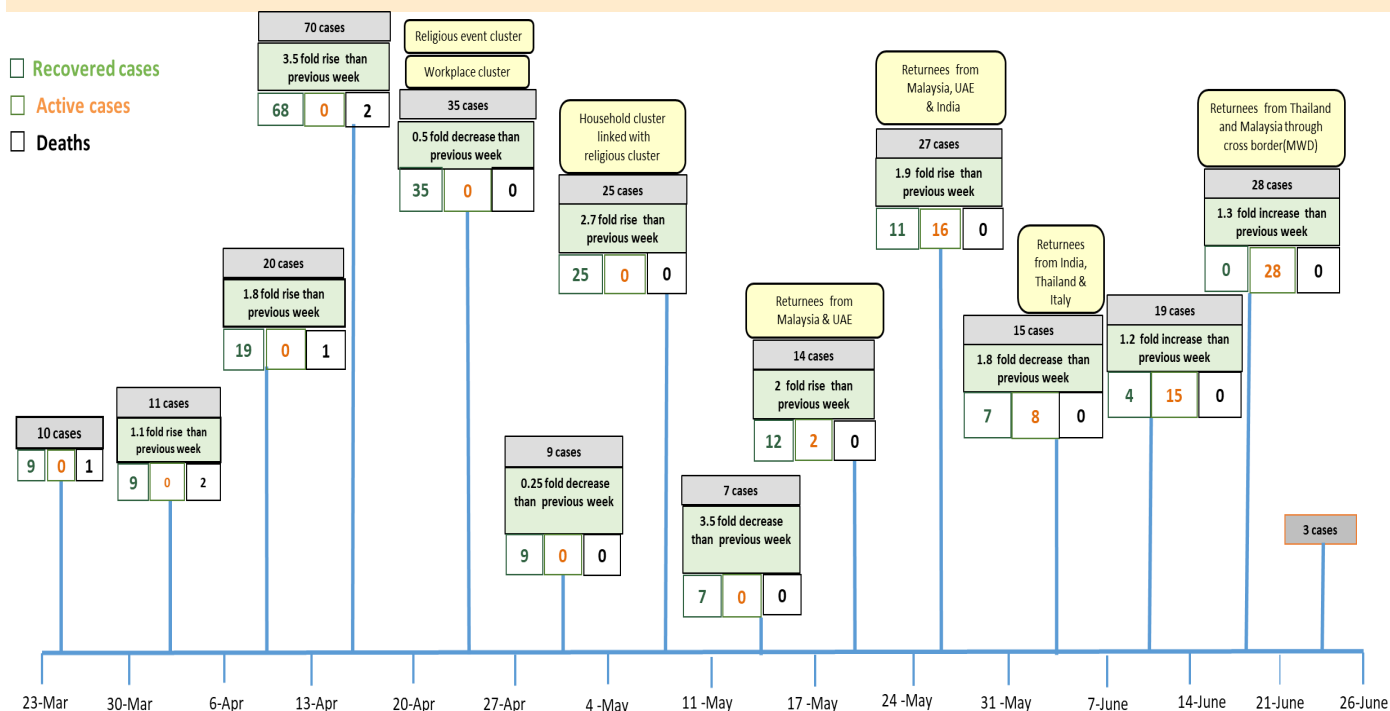 Recovered cases
Active cases
Deaths
10 cases
9 0 1
11 cases
1.1 fold rise than
previous week
9 0 2
20 cases
1.8 fold rise than
previous week
19 0 1
70 cases
3.5 fold rise than
previous week
68 0 2
Religious event cluster
Workplace cluster
35 cases
0.5 fold decrease than
previous week
35 0 0
9 cases
0.25 fold decrease
than previous week
9 0 0
Household cluster
linked with
religious cluster
25 cases
2.7 fold rise than
previous week
25 0 0
7 cases
3.5 fold decrease
than previous week
7 0 0
Returnees from
Malaysia & UAE
14 cases
2 fold rise than
previous week
12 2 0
Returnees from
Malaysia, UAE
& India
27 cases
1.9 fold rise than
previous week
11 16 0
Returnees
from India,
Thailand &
Italy
15 cases
1.8 fold decrease than
previous week
7 8 0
19 cases
1.2 fold increase than
previous week
4 15 0
Returnees from Thailand
and Malaysia through
cross border(MWD)
28 cases
1.3 fold increase than
previous week
0 28 0
3 cases
23-Mar 30-Mar 6-Apr 13-Apr 20-Apr 27-Apr 4 -May 11 -May 17 -May 24 -May 31-May 7-June 14-June 21-June 26-June